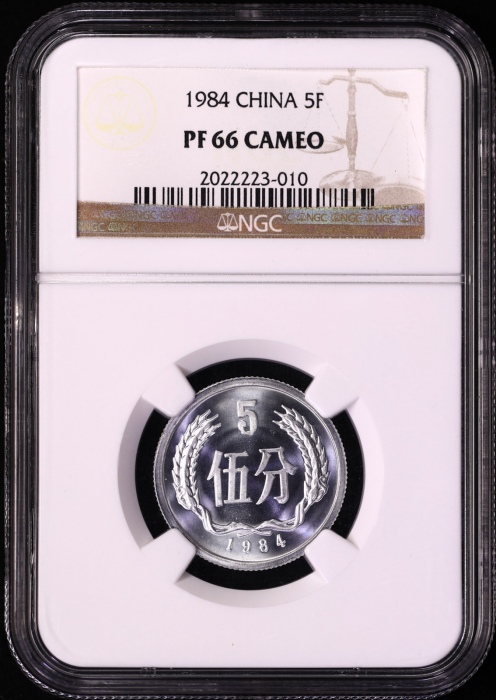 1984 CHINA 5F
PF 66 CAMEO
2022223-010
NGC
5
伍分
1984